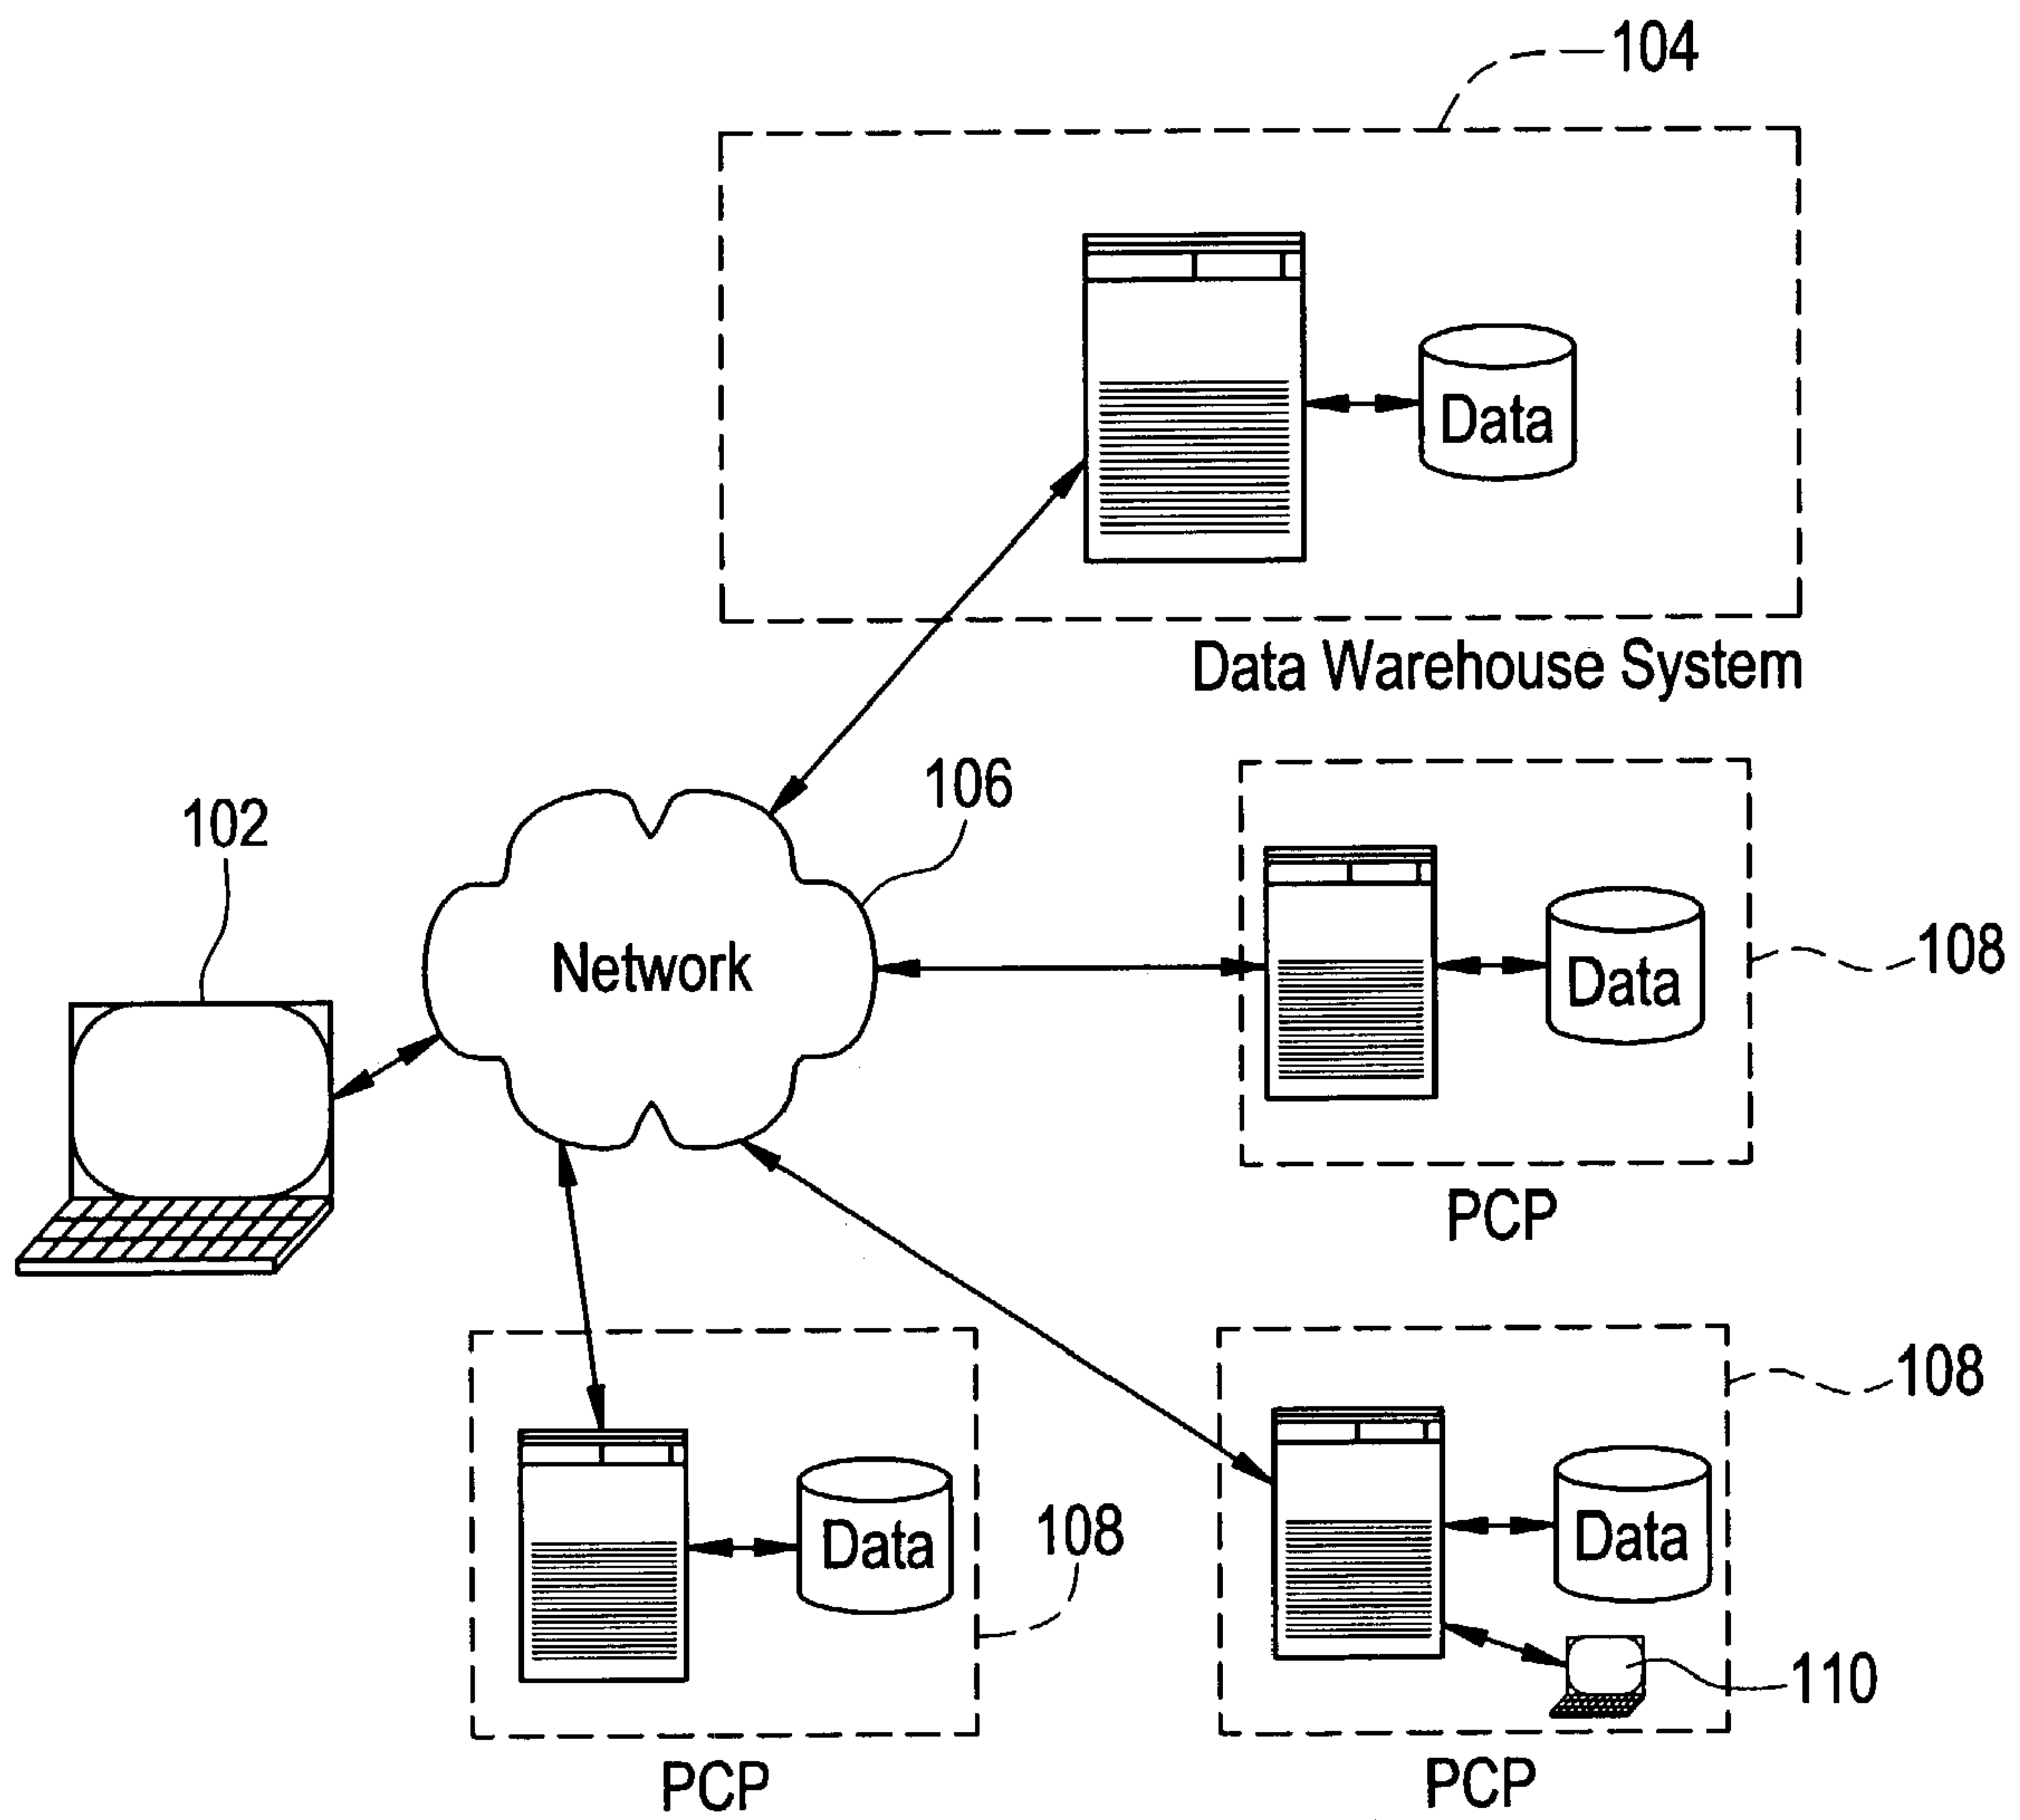 104
Data
Data Warehouse System
106
102
Network
Data
108
PCP
108
Data
108
Data
110
PCP
PCP